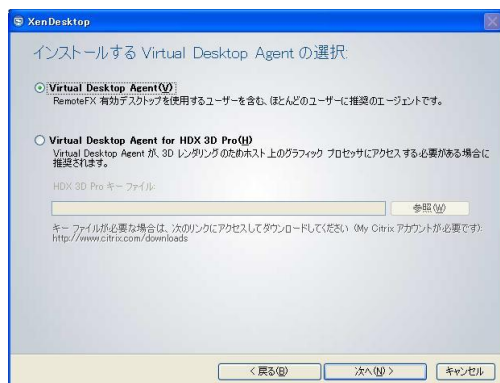 XenDesktop
インストールする Virtual Desktop Agent の選択:
Virtual Desktop Agent(V)
RemoteFX 有効デスクトップを使用するユーザーを含む、ほとんどのユーザーに推奨のエージェントです。
Virtual Desktop Agent for HDX 3D Pro(H)
Virtual Desktop Agent が、3D レンダリングのためホスト上のグラフィック プロセッサにアクセスする必要がある場合に
推奨されます。
HDX 3D Pro キー ファイル:
参照(W)
キー ファイルが必要な場合は、次のリンクにアクセスしてダウンロードしてください (My Citrix アカウントが必要です):
http://www.citrix.com/downloads
< 戻る(B)
次へ(N) >
キャンセル